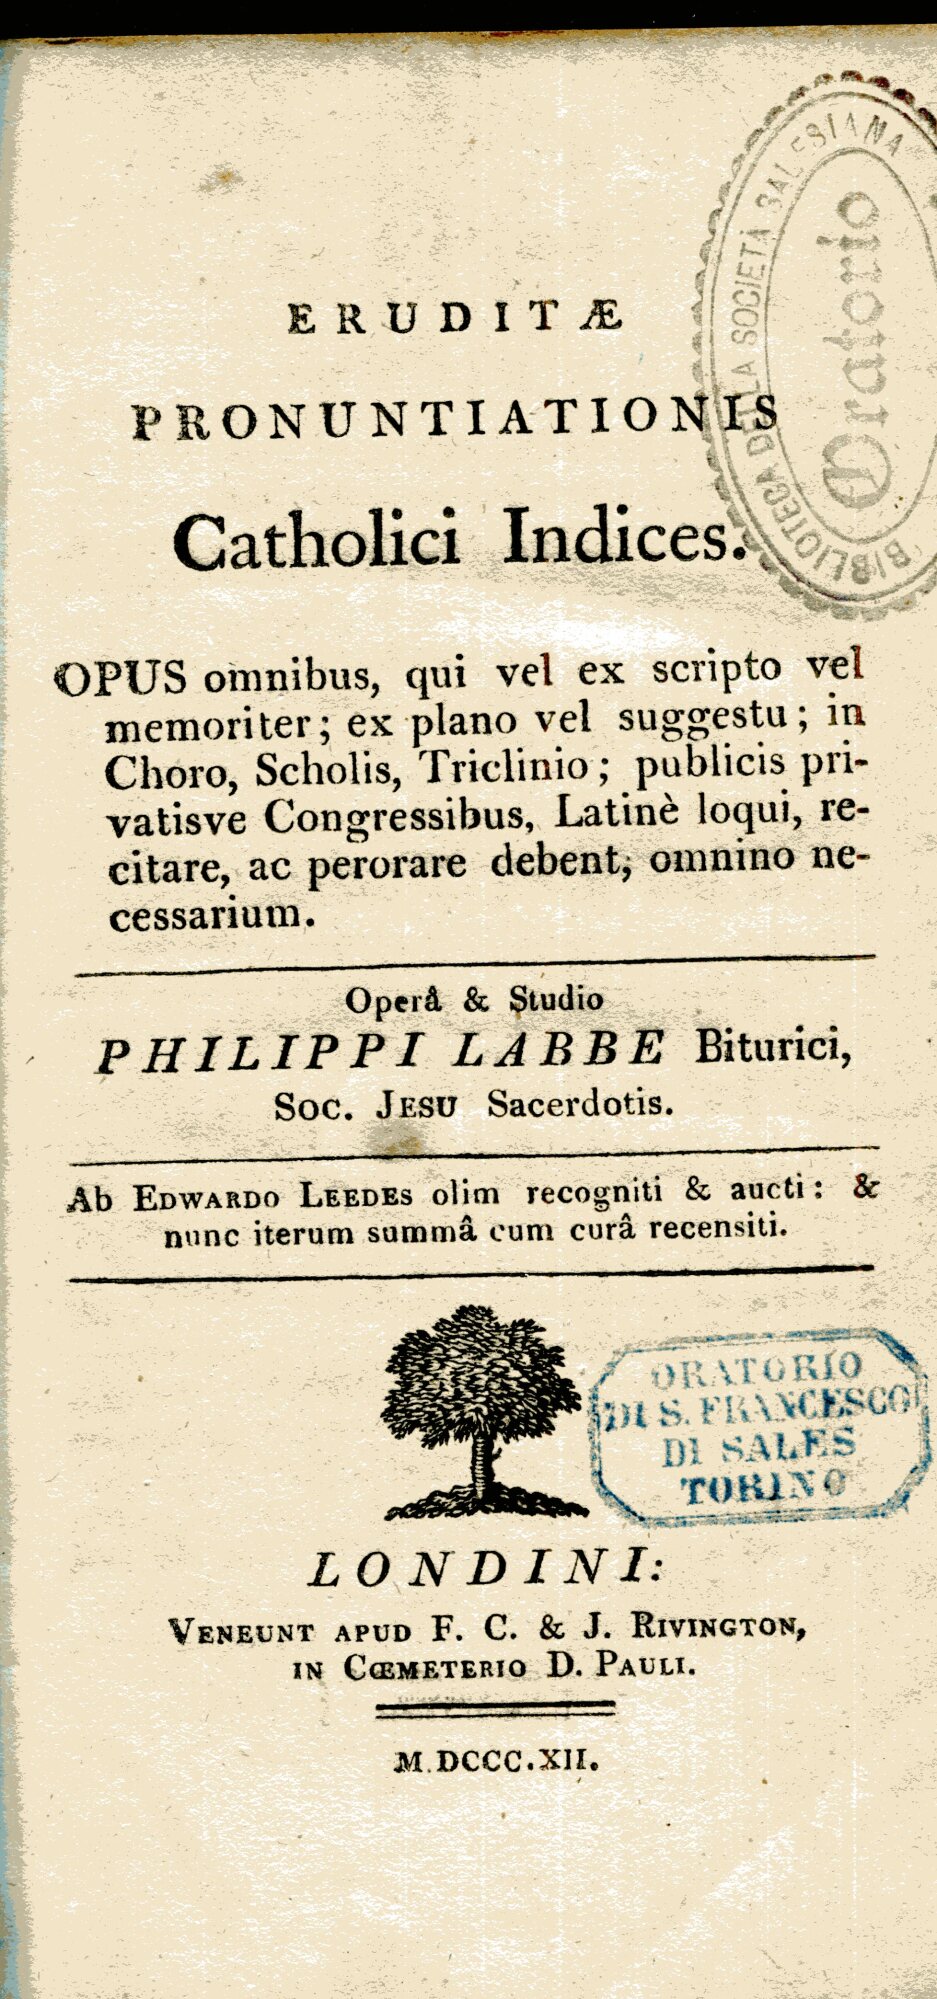 ERUDITÆ
PRONUNTIATIONIS
Catholici Indices.
OPUS omnibus, qui vel ex scripto vel
memoriter; ex plano vel suggestu; in
Choro, Scholis, Triclinio; publicis pri-
vatisve Congressibus, Latinè loqui, re-
citare, ac perorare debent, omnino ne-
cessarium.
Operâ & Studio
PHILIPPI LABBE Biturici,
Soc. JESU Sacerdotis.
Ab EDWARDO LEEDES olim recogniti & aucti: &
nunc iterum summâ cum curâ recensiti.
LONDINI:
VENEUNT APUD F. C. & J. RIVINGTON,
IN CŒMETERIO D. PAULI.
M.DCCC.XII.
BIBLIOTECA DELLA SOCIETÀ SALESIANA
Oratorio
ORATORIO
DI S. FRANCESCO
DI SALES
TORINO